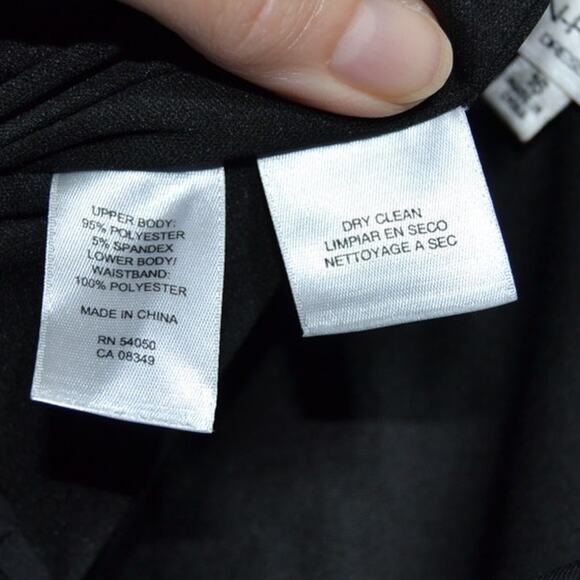 UPPER BODY:
95% POLYESTER
5% SPANDEX
LOWER BODY/
WAISTBAND:
100% POLYESTER
MADE IN CHINA
RN 54050
CA 08349
DRY CLEAN
LIMPIAR EN SECO
NETTOYAGE A SEC